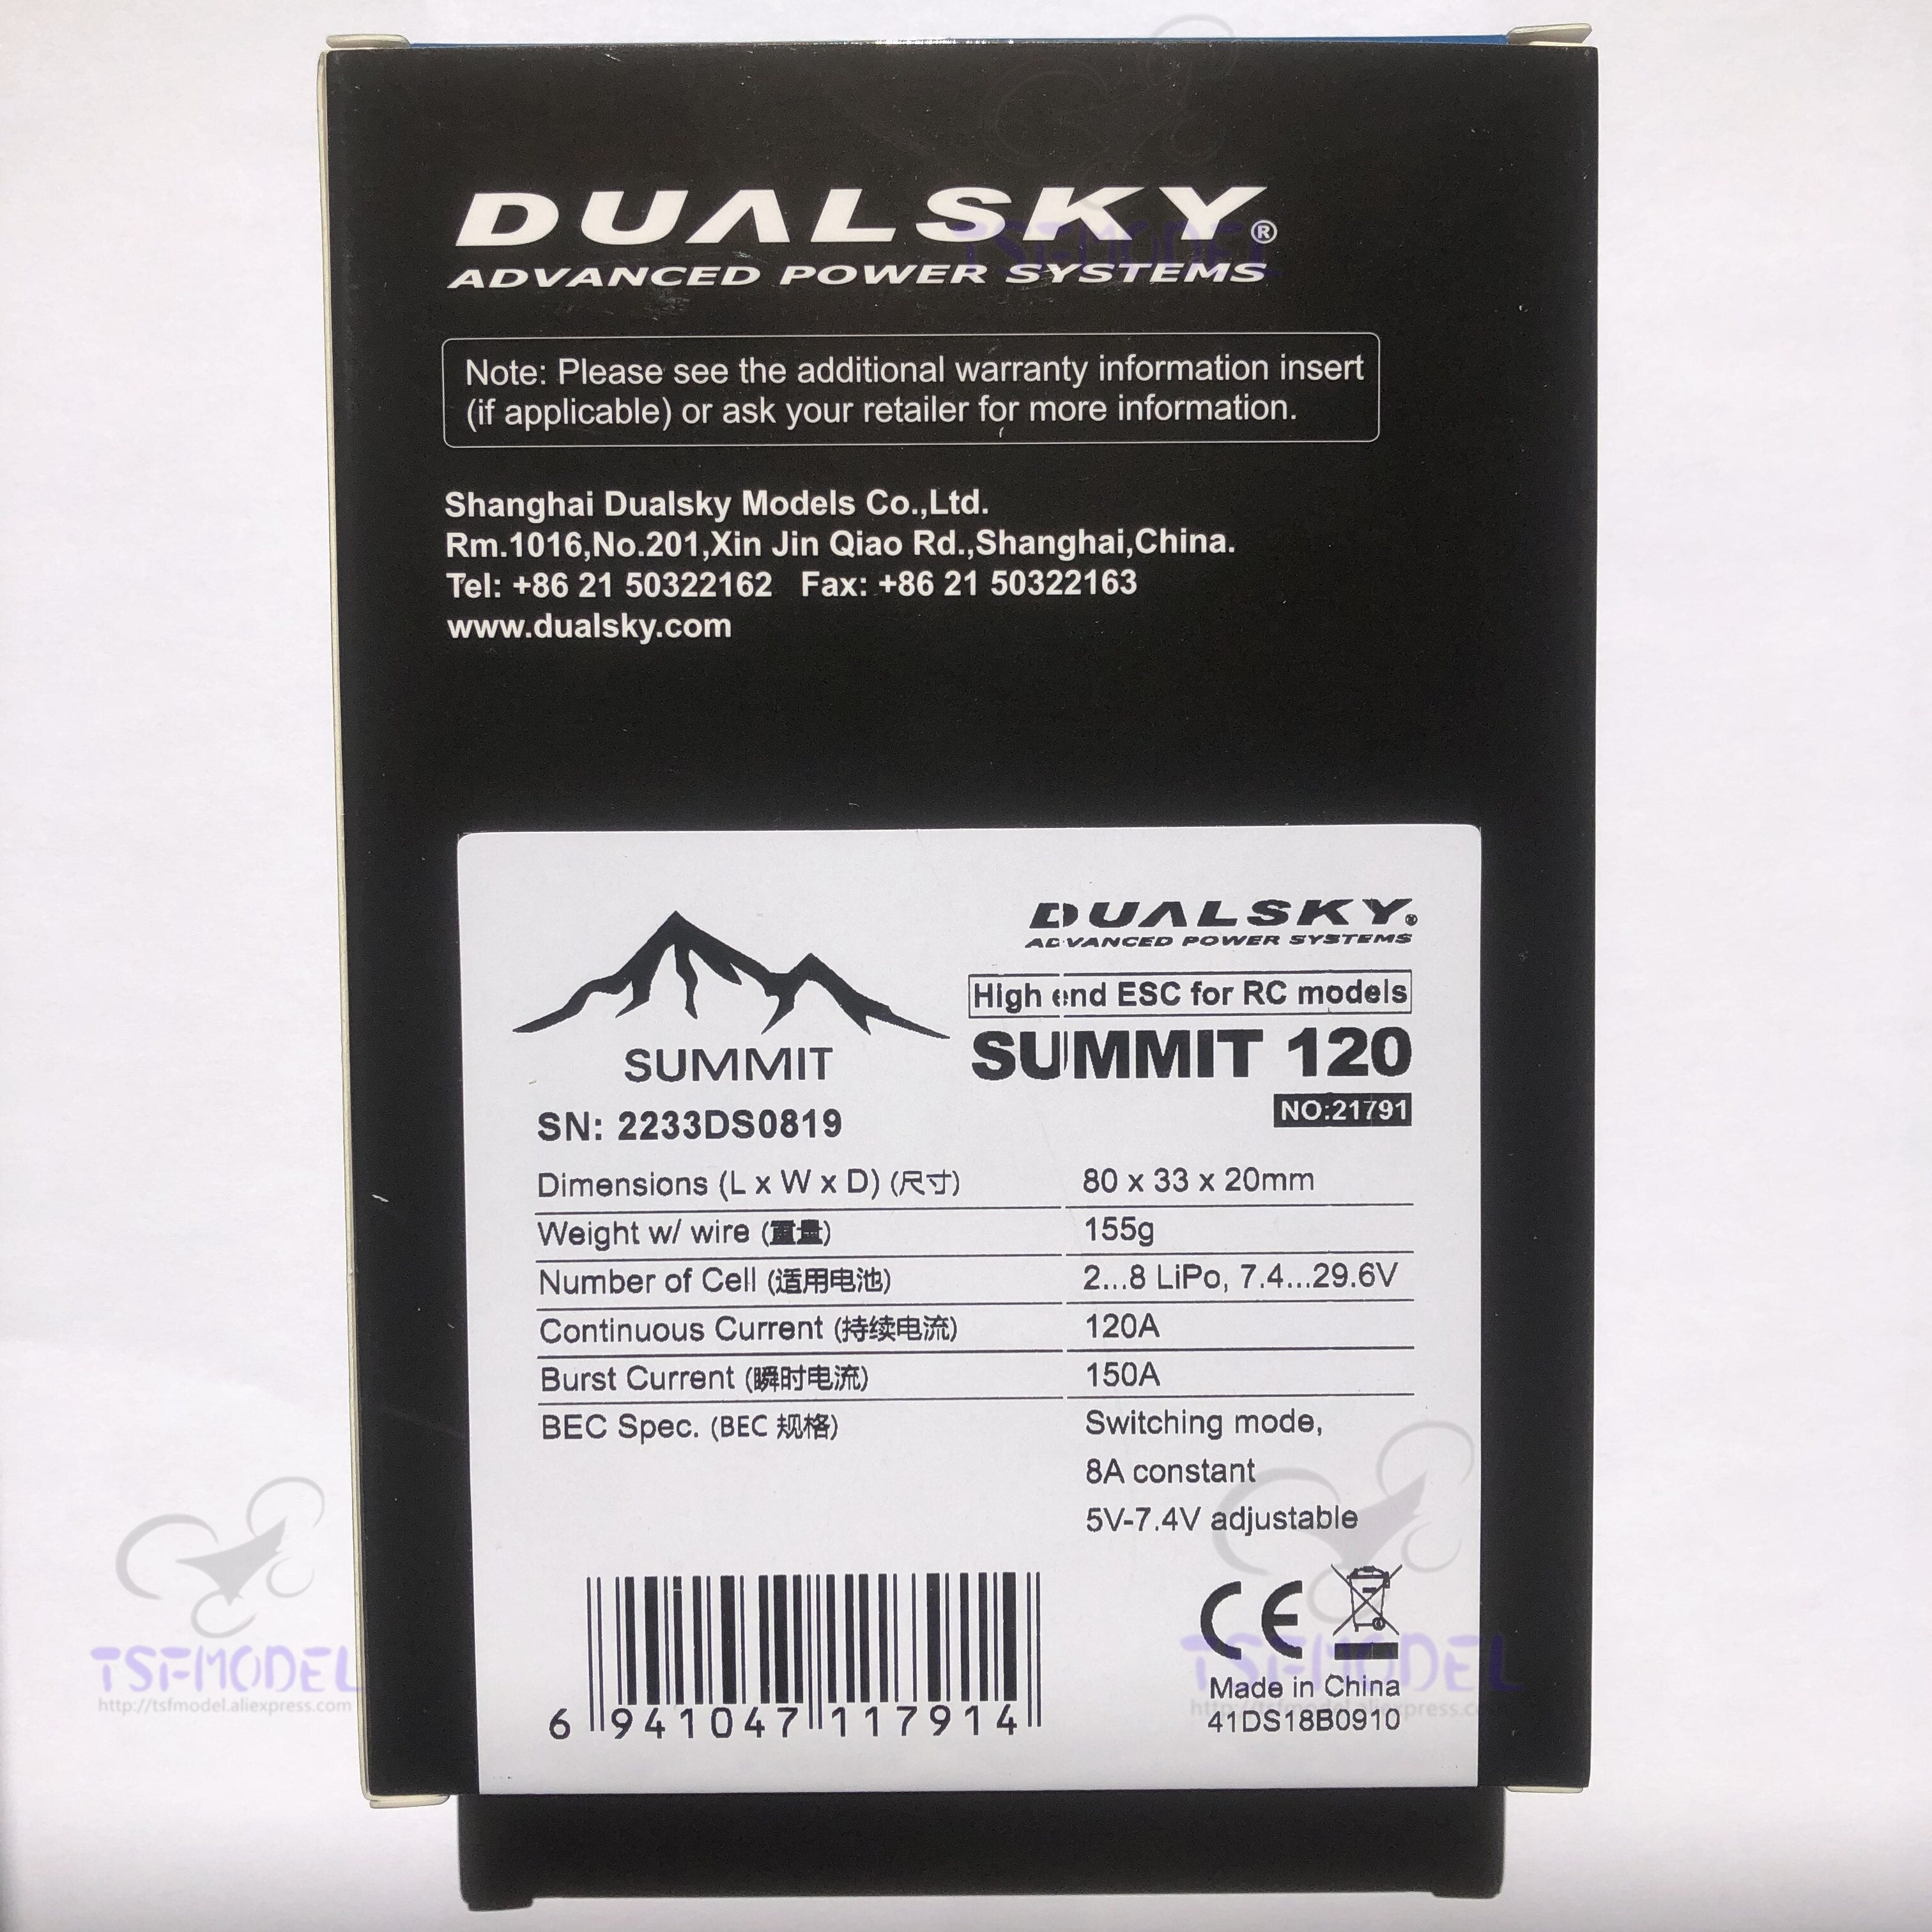 DUALSKY®
ADVANCED POWER SYSTEMS
Note: Please see the additional warranty information insert
(if applicable) or ask your retailer for more information.
Shanghai Dualsky Models Co.,Ltd.
Rm.1016,No.201,Xin Jin Qiao Rd.,Shanghai,China.
Tel: +86 21 50322162 Fax: +86 21 50322163
www.dualsky.com
DUALSKY®
ADVANCED POWER SYSTEMS
High end ESC for RC models
SUMMIT 120
SUMMIT
NO:21791
SN: 2233DS0819
Dimensions (L x W x D) (尺寸) 80 x 33 x 20mm
Weight w/ wire (重量) 155g
Number of Cell (适用电池) 2...8 LiPo, 7.4...29.6V
Continuous Current (持续电流) 120A
Burst Current (瞬时电流) 150A
BEC Spec. (BEC 规格) Switching mode,
8A constant
5V-7.4V adjustable
CE
6 941047 117914
Made in China
41DS18B0910
TSFMODEL
http://tsfmodel.aliexpress.com
TSFMODEL
http://tsfmodel.aliexpress.com
TSFMODEL